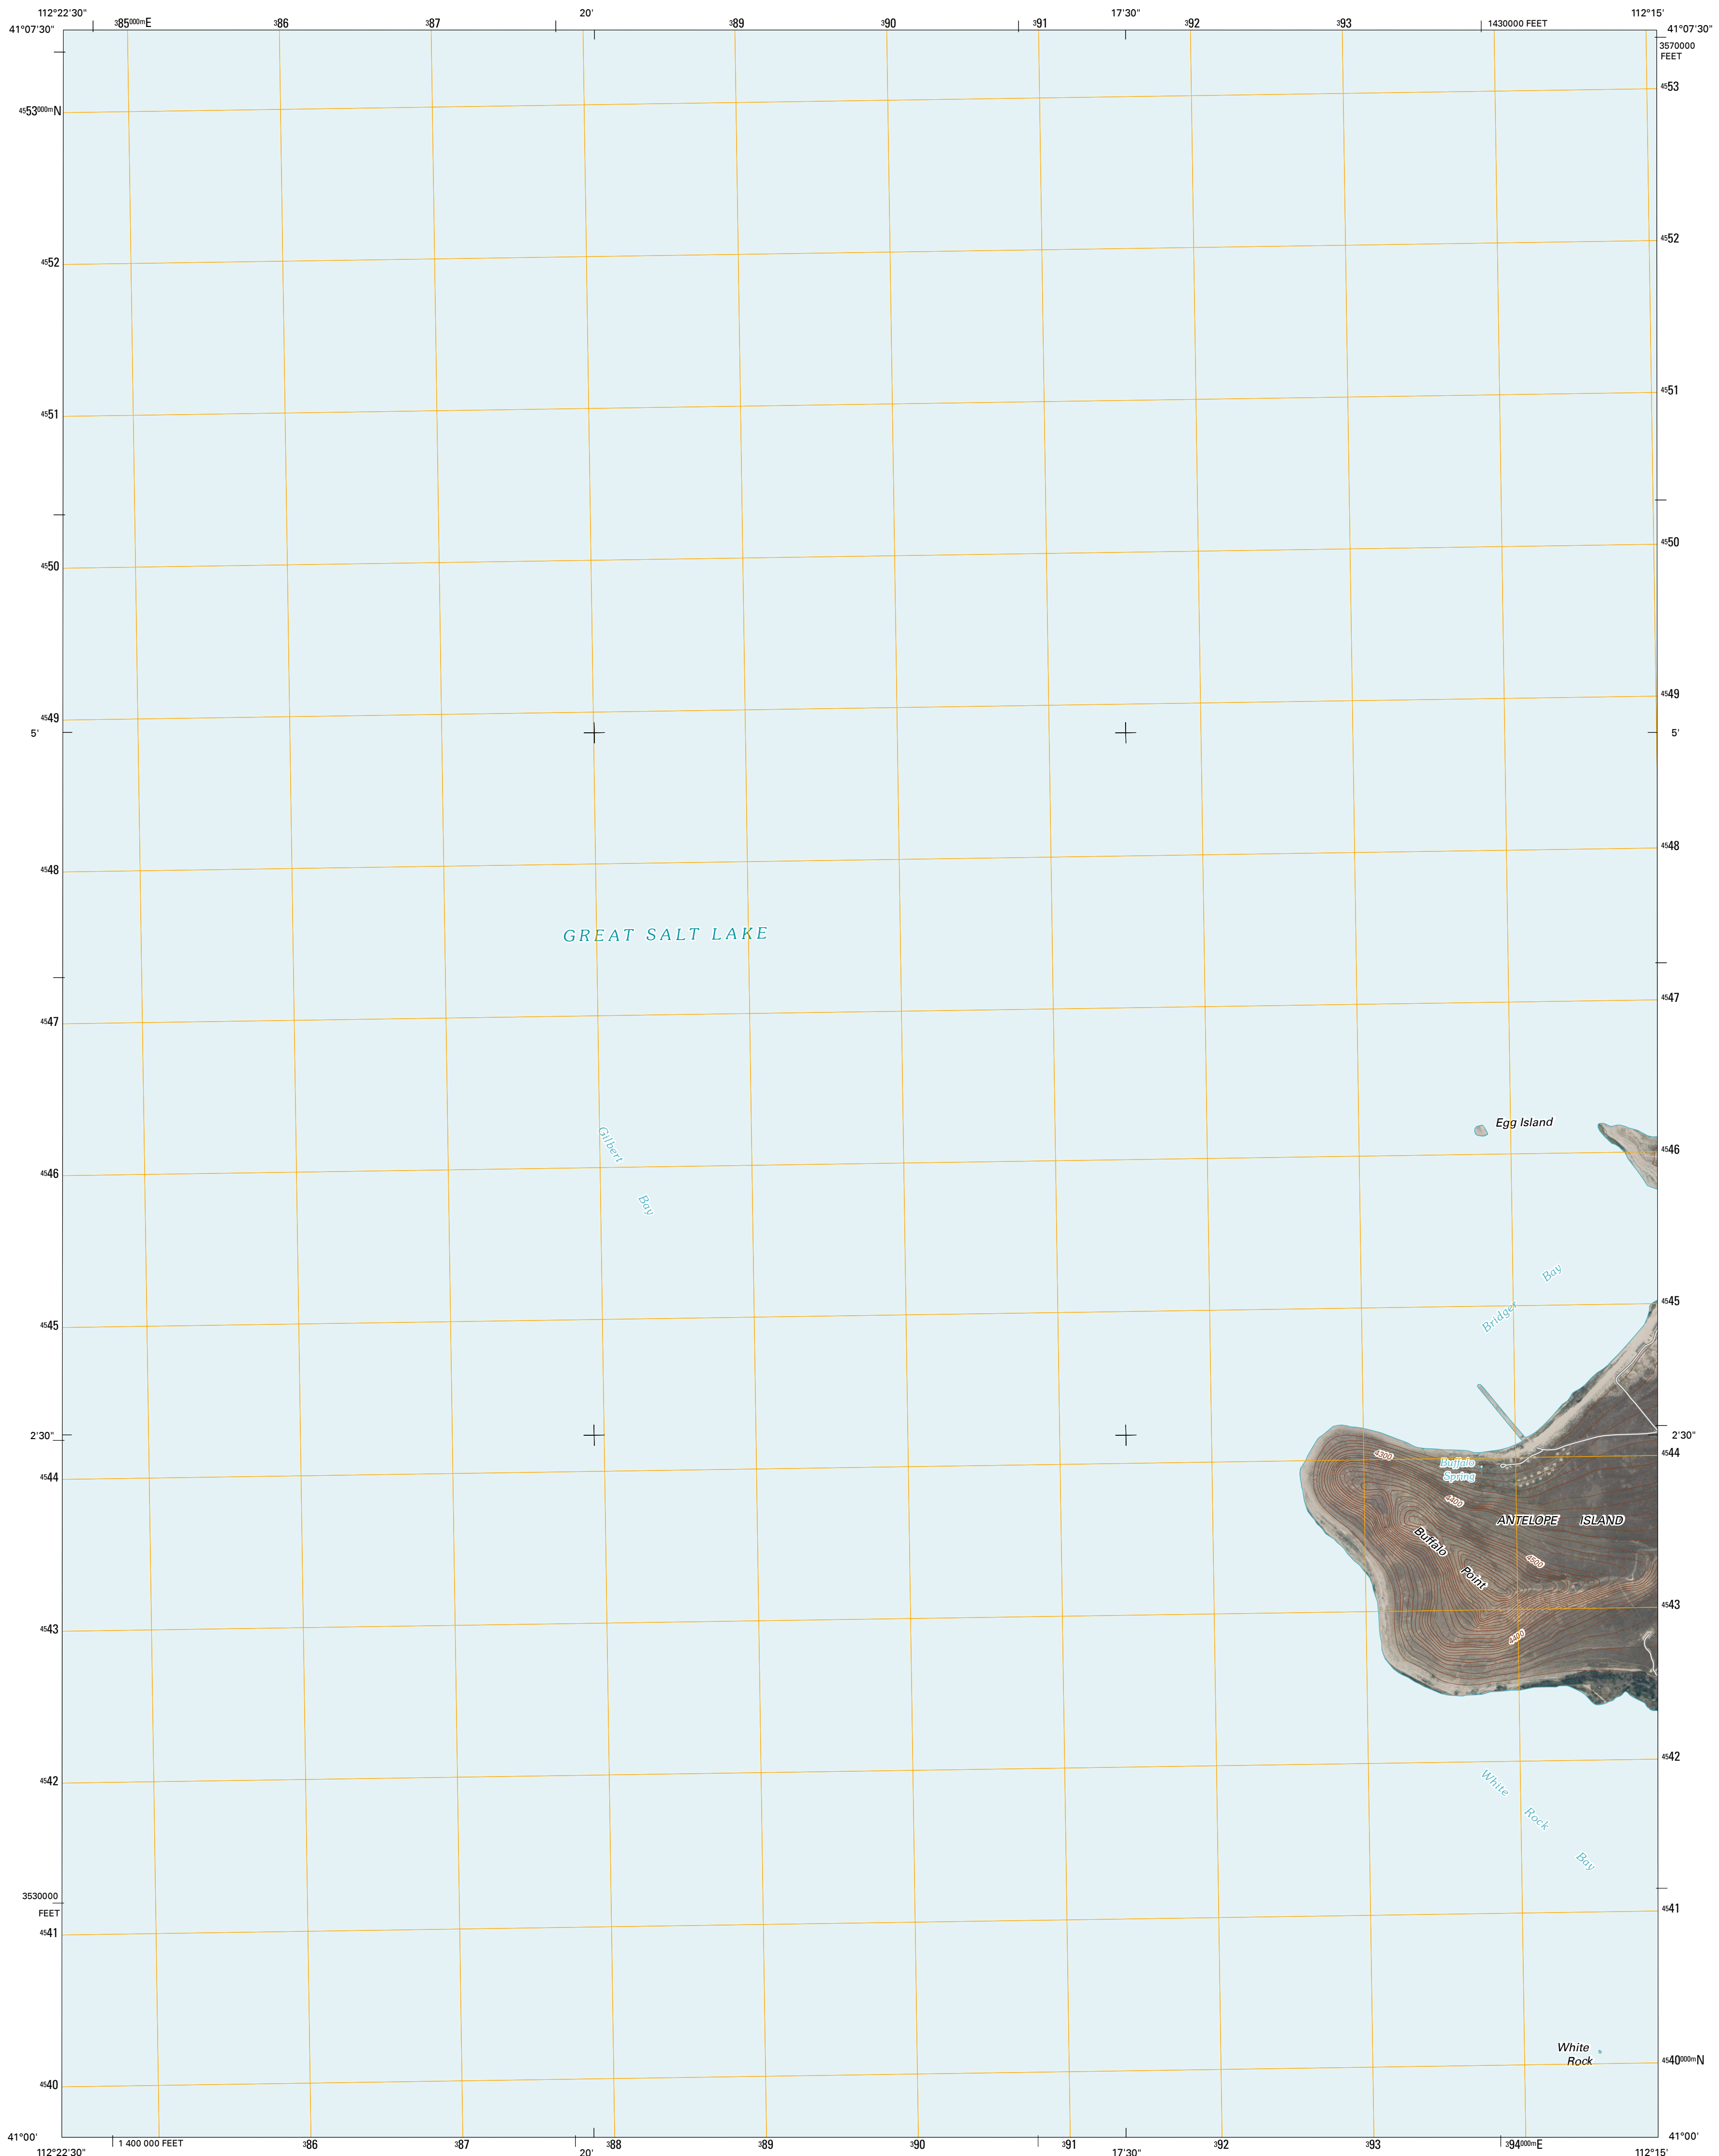 112°22'30" 20' 17'30" 112°15'
³85⁰⁰⁰ᵐE ³86 ³87 ³89 ³90 ³91 ³92 ³93 1430000 FEET
41°07'30" 41°07'30"
3570000
FEET
⁴⁵53⁰⁰⁰ᵐN ⁴⁵53
⁴⁵52 ⁴⁵52
⁴⁵51 ⁴⁵51
⁴⁵50 ⁴⁵50
⁴⁵49 ⁴⁵49
5' 5'
⁴⁵48 ⁴⁵48
GREAT SALT LAKE
⁴⁵47 ⁴⁵47
Egg Island
Gilbert
Bay
⁴⁵46 ⁴⁵46
Bridger Bay
⁴⁵45 ⁴⁵45
2'30" 2'30"
⁴⁵44 ⁴⁵44
4300
Buffalo
Spring
4400
ANTELOPE ISLAND
Buffalo
Point
4500
⁴⁵43 ⁴⁵43
4400
⁴⁵42 ⁴⁵42
White
Rock
Bay
3530000
FEET
⁴⁵41 ⁴⁵41
White
Rock
⁴⁵40 ⁴⁵40⁰⁰⁰ᵐN
41°00' 41°00'
1 400 000 FEET ³86 ³87 ³88 ³89 ³90 ³91 ³92 ³93 ³94⁰⁰⁰ᵐE
112°22'30" 20' 17'30" 112°15'